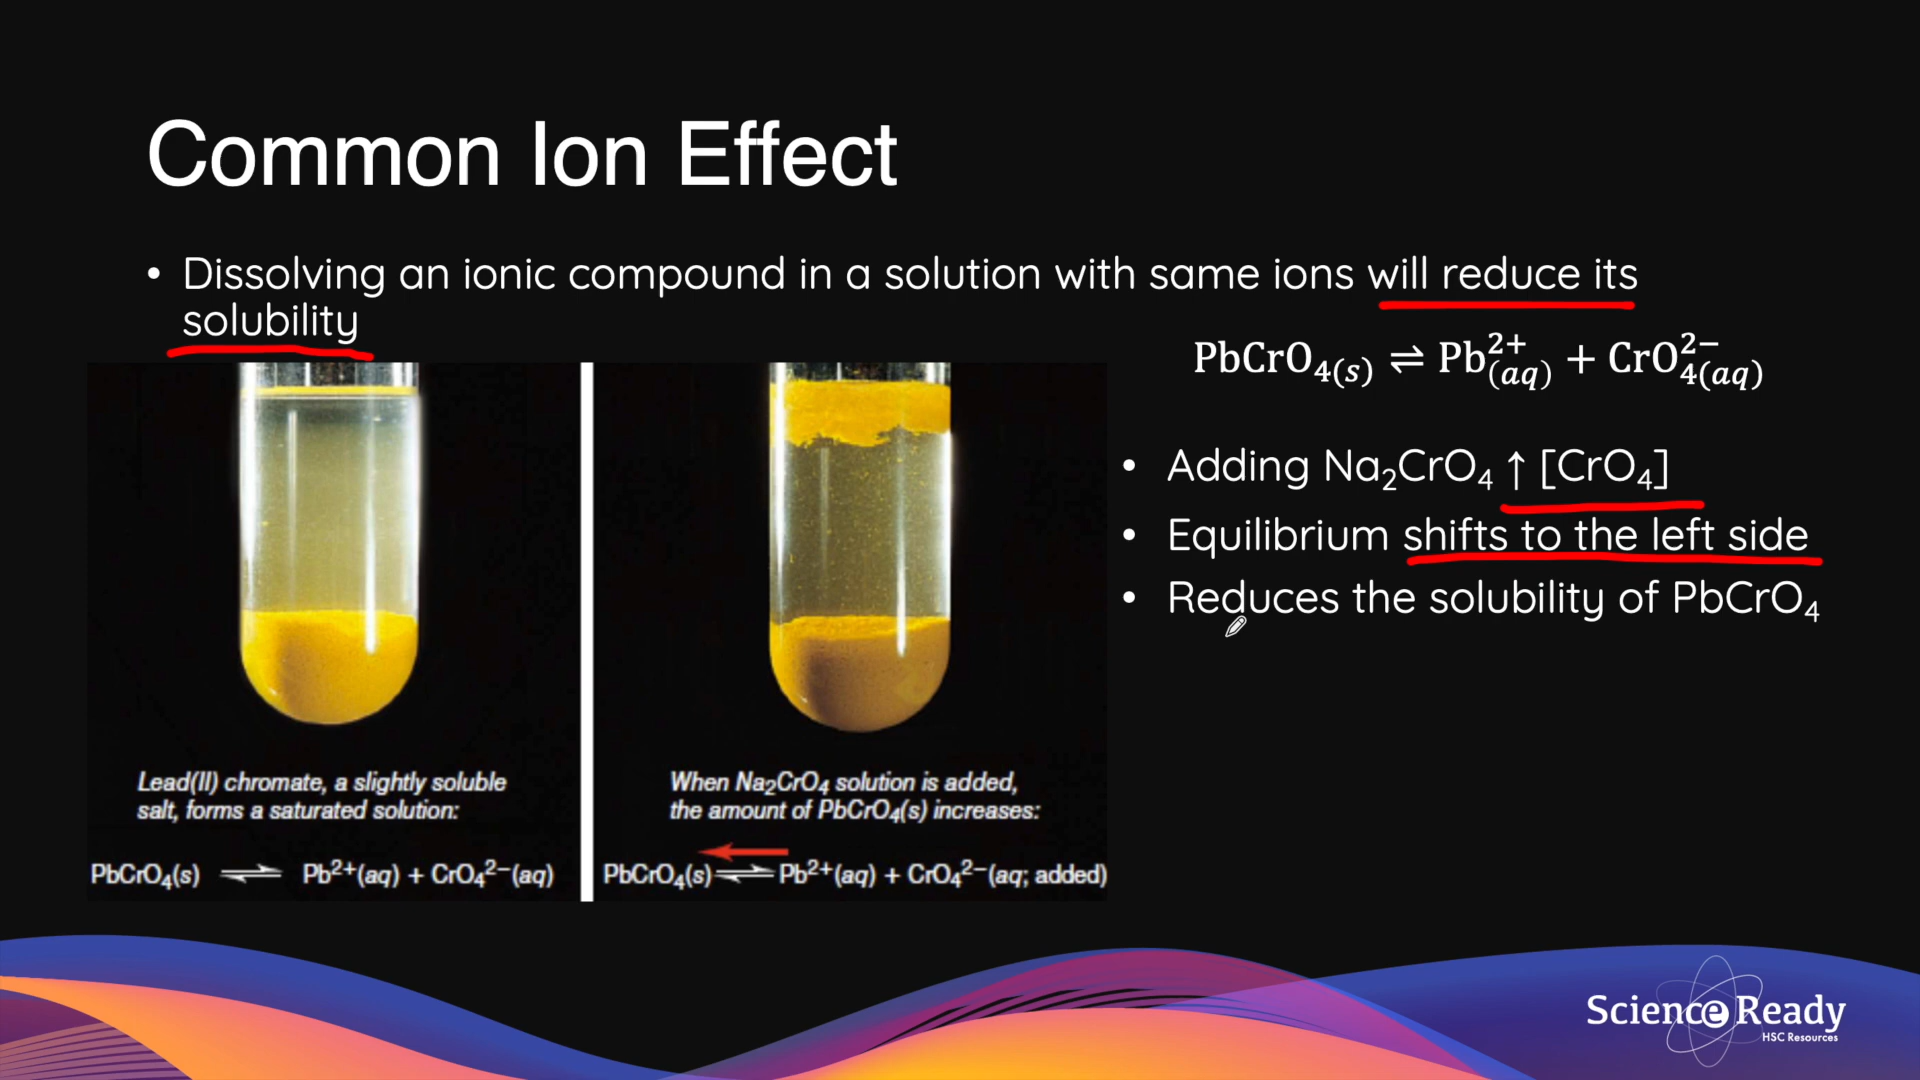 Common Ion Effect
• Dissolving an ionic compound in a solution with same ions will reduce its
solubility
PbCrO₄₍s₎ ⇌ Pb²⁺₍aq₎ + CrO₄²⁻₍aq₎
• Adding Na₂CrO₄ ↑ [CrO₄]
• Equilibrium shifts to the left side
• Reduces the solubility of PbCrO₄
Lead(II) chromate, a slightly soluble
salt, forms a saturated solution:
PbCrO₄(s) ⇌ Pb²⁺(aq) + CrO₄²⁻(aq)
When Na₂CrO₄ solution is added,
the amount of PbCrO₄(s) increases:
PbCrO₄(s) ⇌ Pb²⁺(aq) + CrO₄²⁻(aq; added)
Science Ready
HSC Resources